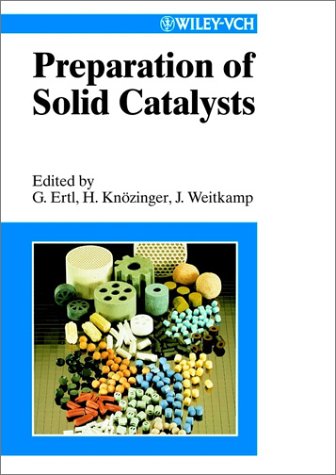 WILEY-VCH
Preparation of
Solid Catalysts
Edited by
G. Ertl, H. Knözinger, J. Weitkamp